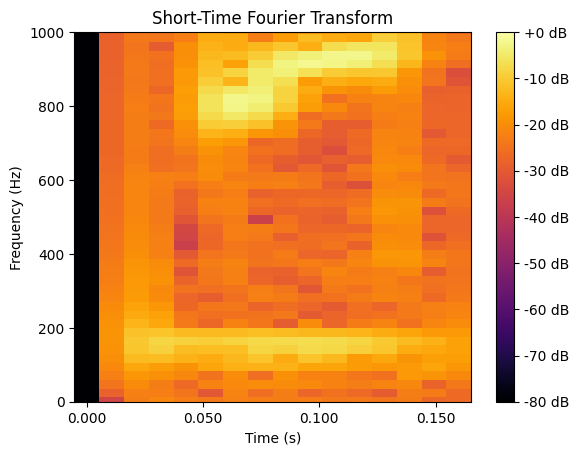 Short-Time Fourier Transform
1000
800
600
400
200
0
Frequency (Hz)
0.000
0.050
0.100
0.150
Time (s)
+0 dB
-10 dB
-20 dB
-30 dB
-40 dB
-50 dB
-60 dB
-70 dB
-80 dB